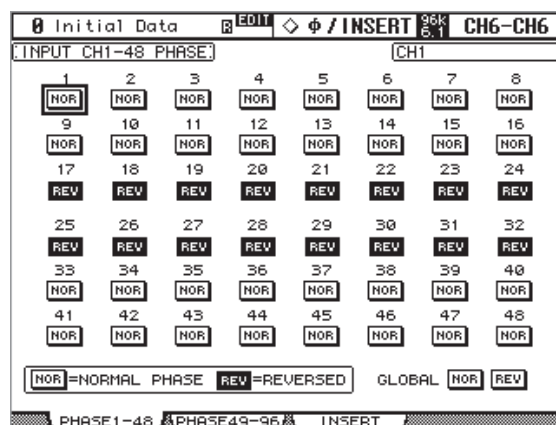 0 Initial Data R EDIT ◇ Φ/INSERT 96k 6.1 CH6-CH6
INPUT CH1-48 PHASE CH1
1 2 3 4 5 6 7 8
NOR NOR NOR NOR NOR NOR NOR NOR
9 10 11 12 13 14 15 16
NOR NOR NOR NOR NOR NOR NOR NOR
17 18 19 20 21 22 23 24
REV REV REV REV REV REV REV REV
25 26 27 28 29 30 31 32
REV REV REV REV REV REV REV REV
33 34 35 36 37 38 39 40
NOR NOR NOR NOR NOR NOR NOR NOR
41 42 43 44 45 46 47 48
NOR NOR NOR NOR NOR NOR NOR NOR
NOR =NORMAL PHASE REV =REVERSED GLOBAL NOR REV
PHASE1-48 PHASE49-96 INSERT